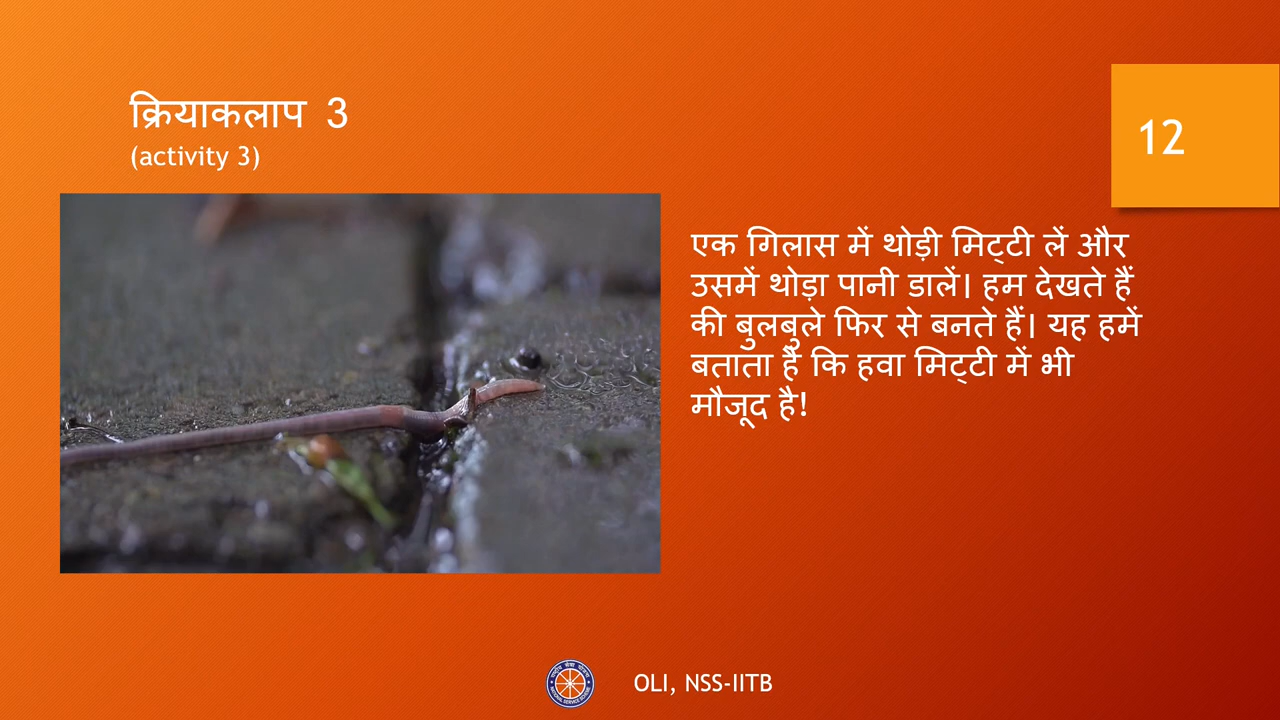 क्रियाकलाप 3
(activity 3)
12
एक गिलास में थोड़ी मिट्टी लें और
उसमें थोड़ा पानी डालें। हम देखते हैं
की बुलबुले फिर से बनते हैं। यह हमें
बताता है कि हवा मिट्टी में भी
मौजूद है!
OLI, NSS-IITB